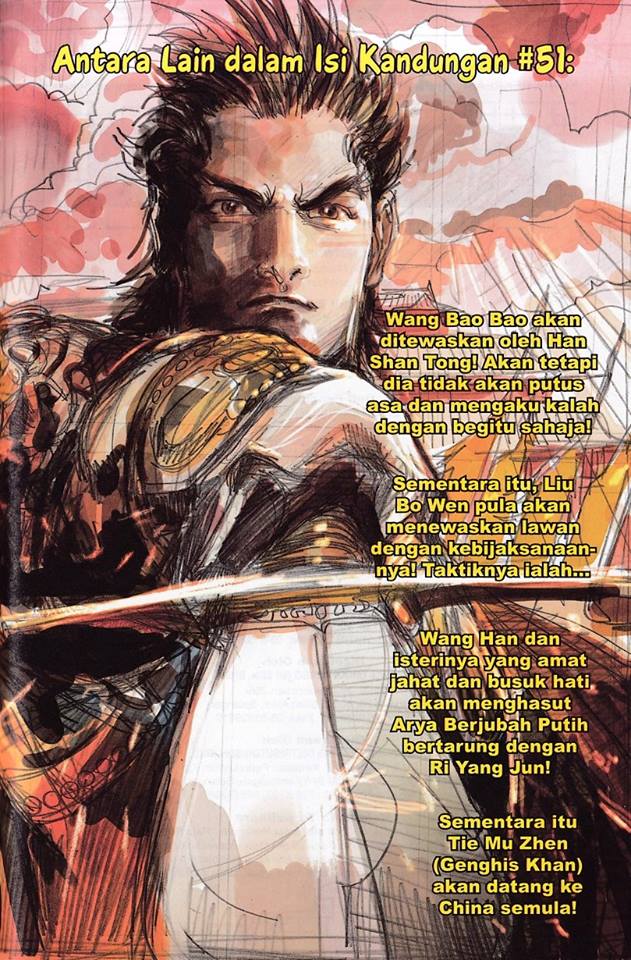 Antara Lain dalam Isi Kandungan #51:
Wang Bao Bao akan
ditewaskan oleh Han
Shan Tong! Akan tetapi
dia tidak akan putus
asa dan mengaku kalah
dengan begitu sahaja!
Sementara itu, Liu
Bo Wen pula akan
menewaskan lawan
dengan kebijaksanaan-
nya! Taktiknya ialah...
Wang Han dan
isterinya yang amat
jahat dan busuk hati
akan menghasut
Arya Berjubah Putih
bertarung dengan
Ri Yang Jun!
Sementara itu
Tie Mu Zhen
(Genghis Khan)
akan datang ke
China semula!